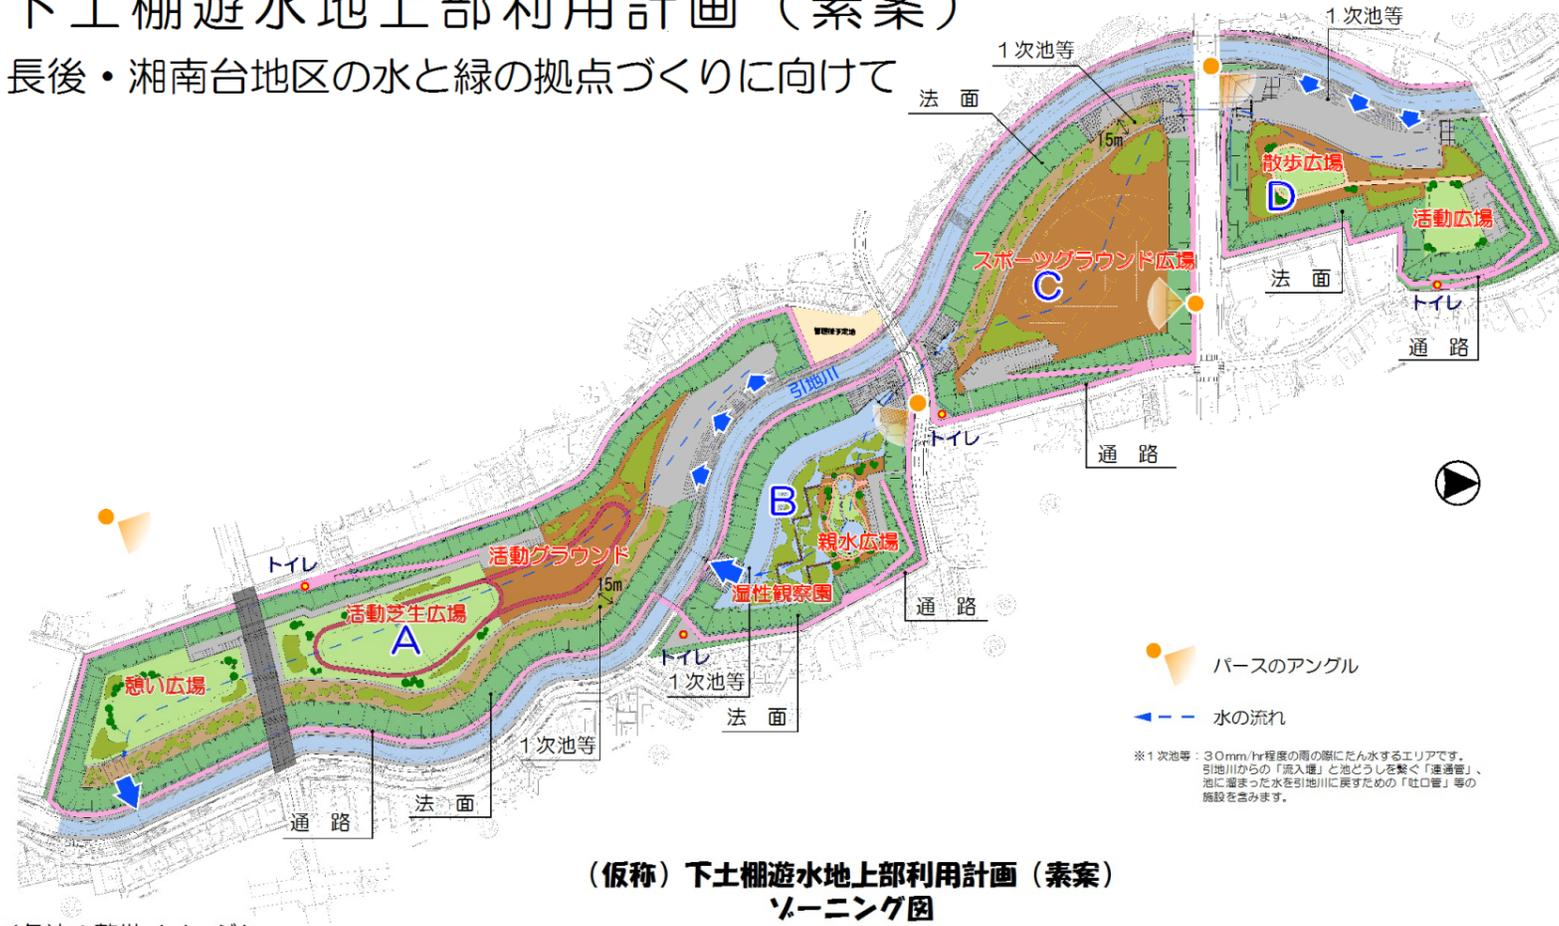 下土棚遊水地上部利用計画（素案）
長後・湘南台地区の水と緑の拠点づくりに向けて
１次池等
１次池等
法　面
15m
散歩広場
D
活動広場
スポーツグラウンド広場
C
法　面
トイレ
通　路
引地川
トイレ
通　路
B
親水広場
湿性観察園
通　路
トイレ
活動グラウンド
15m
活動芝生広場
A
憩い広場
トイレ
１次池等
法　面
１次池等
法　面
通　路
パースのアングル
水の流れ
※１次池等：３０mm/hr程度の雨の際にたん水するエリアです。
引地川からの「流入堰」と池どうしを繋ぐ「連通管」、
池に溜まった水を引地川に戻すための「吐口管」等の
施設を含みます。
（仮称）下土棚遊水地上部利用計画（素案）
ゾーニング図